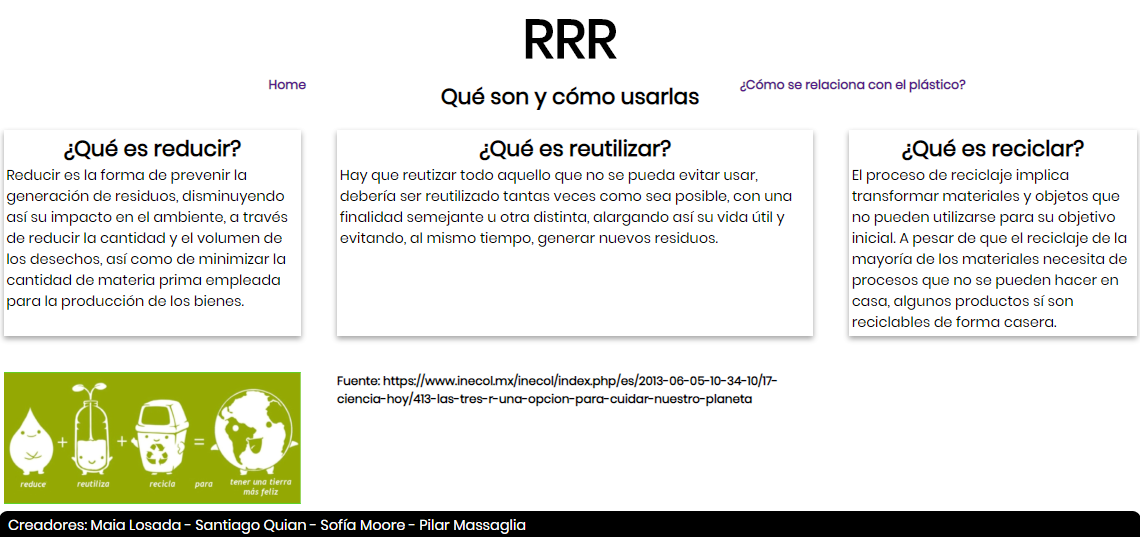 RRR
Home
Qué son y cómo usarlas
¿Cómo se relaciona con el plástico?
¿Qué es reducir?
Reducir es la forma de prevenir la
generación de residuos, disminuyendo
así su impacto en el ambiente, a través
de reducir la cantidad y el volumen de
los desechos, así como de minimizar la
cantidad de materia prima empleada
para la producción de los bienes.
¿Qué es reutilizar?
Hay que reutizar todo aquello que no se pueda evitar usar,
debería ser reutilizado tantas veces como sea posible, con una
finalidad semejante u otra distinta, alargando así su vida útil y
evitando, al mismo tiempo, generar nuevos residuos.
¿Qué es reciclar?
El proceso de reciclaje implica
transformar materiales y objetos que
no pueden utilizarse para su objetivo
inicial. A pesar de que el reciclaje de la
mayoría de los materiales necesita de
procesos que no se pueden hacer en
casa, algunos productos sí son
reciclables de forma casera.
+ + =
reduce reutiliza recicla para tener una tierra
más feliz
Fuente: https://www.inecol.mx/inecol/index.php/es/2013-06-05-10-34-10/17-
ciencia-hoy/413-las-tres-r-una-opcion-para-cuidar-nuestro-planeta
Creadores: Maia Losada - Santiago Quian - Sofía Moore - Pilar Massaglia